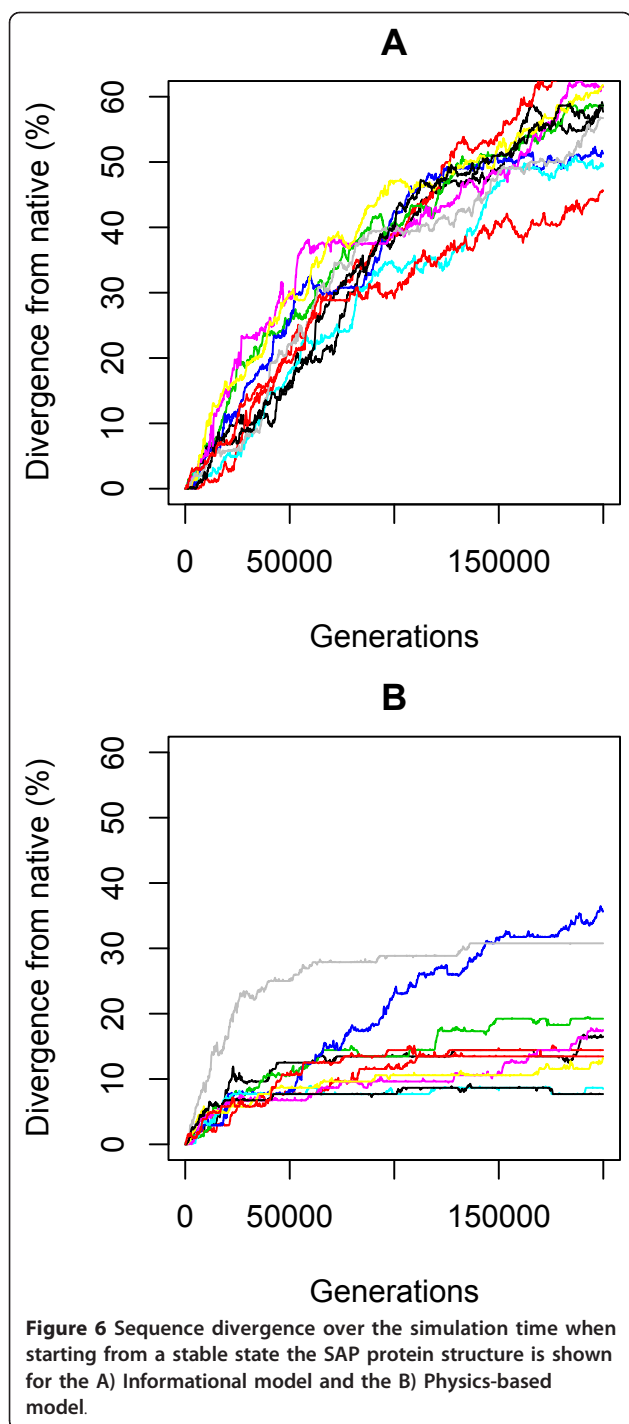 A
Divergence from native (%)
60
50
40
30
20
10
0
0 50000 150000
Generations
B
Divergence from native (%)
60
50
40
30
20
10
0
0 50000 150000
Generations
Figure 6 Sequence divergence over the simulation time when
starting from a stable state the SAP protein structure is shown
for the A) Informational model and the B) Physics-based
model.